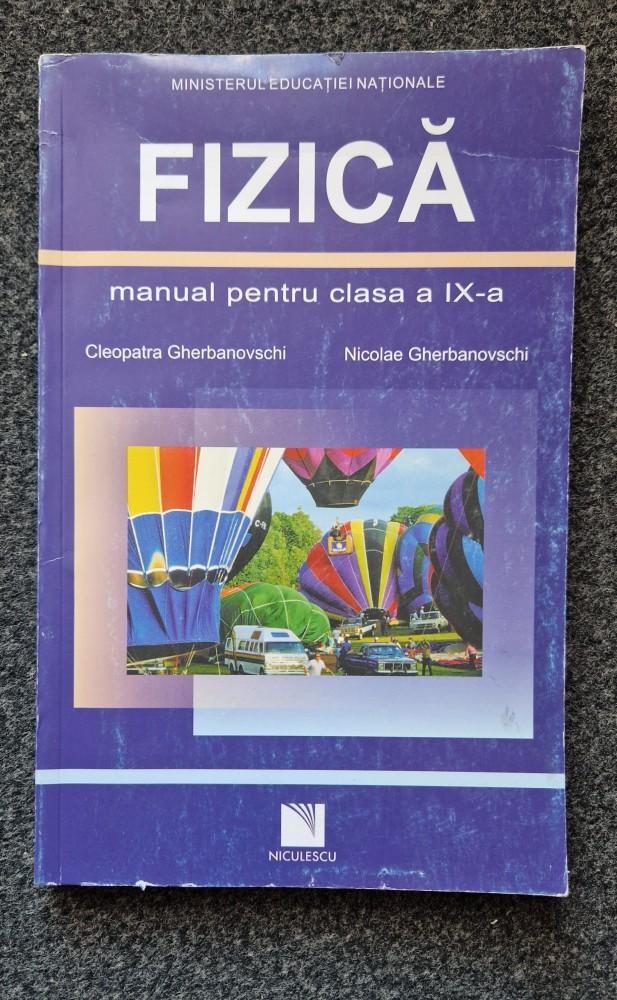 MINISTERUL EDUCAȚIEI NAȚIONALE
FIZICĂ
manual pentru clasa a IX-a
Cleopatra Gherbanovschi Nicolae Gherbanovschi
NICULESCU